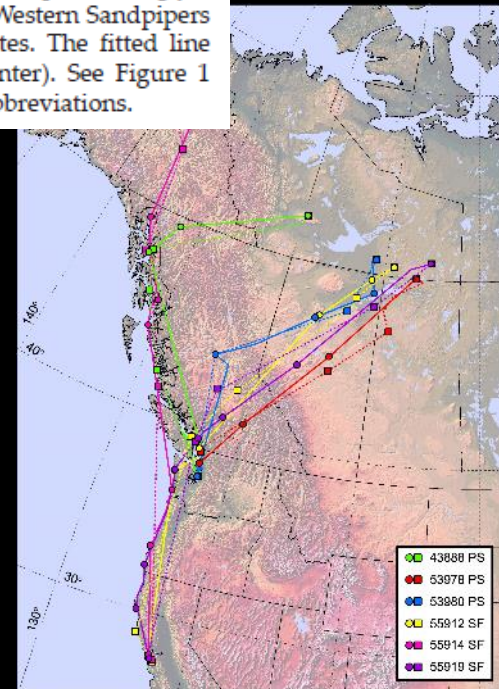 Western Sandpipers
tes. The fitted line
nter). See Figure 1
bbreviations.
140°
40°
30°
130°
43888 PS
53978 PS
53980 PS
55912 SF
55914 SF
55919 SF